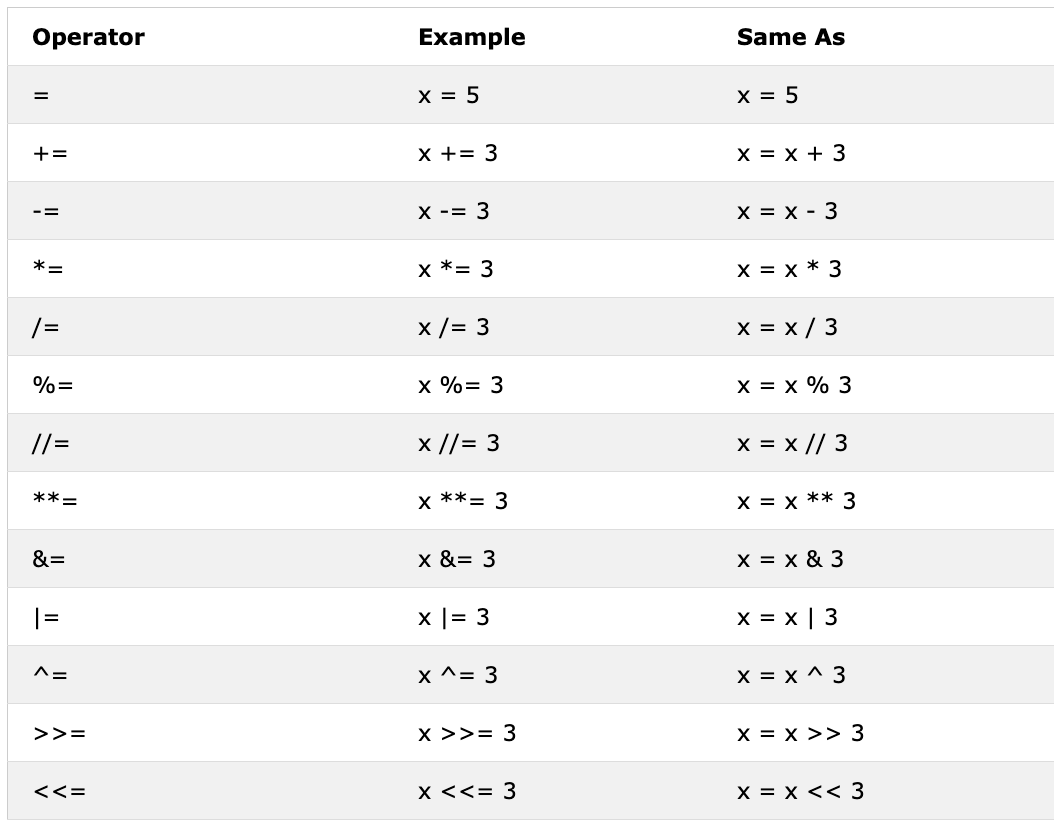 Operator Example Same As
= x = 5 x = 5
+= x += 3 x = x + 3
-= x -= 3 x = x - 3
*= x *= 3 x = x * 3
/= x /= 3 x = x / 3
%= x %= 3 x = x % 3
//= x //= 3 x = x // 3
**= x **= 3 x = x ** 3
&= x &= 3 x = x & 3
|= x |= 3 x = x | 3
^= x ^= 3 x = x ^ 3
>>= x >>= 3 x = x >> 3
<<= x <<= 3 x = x << 3